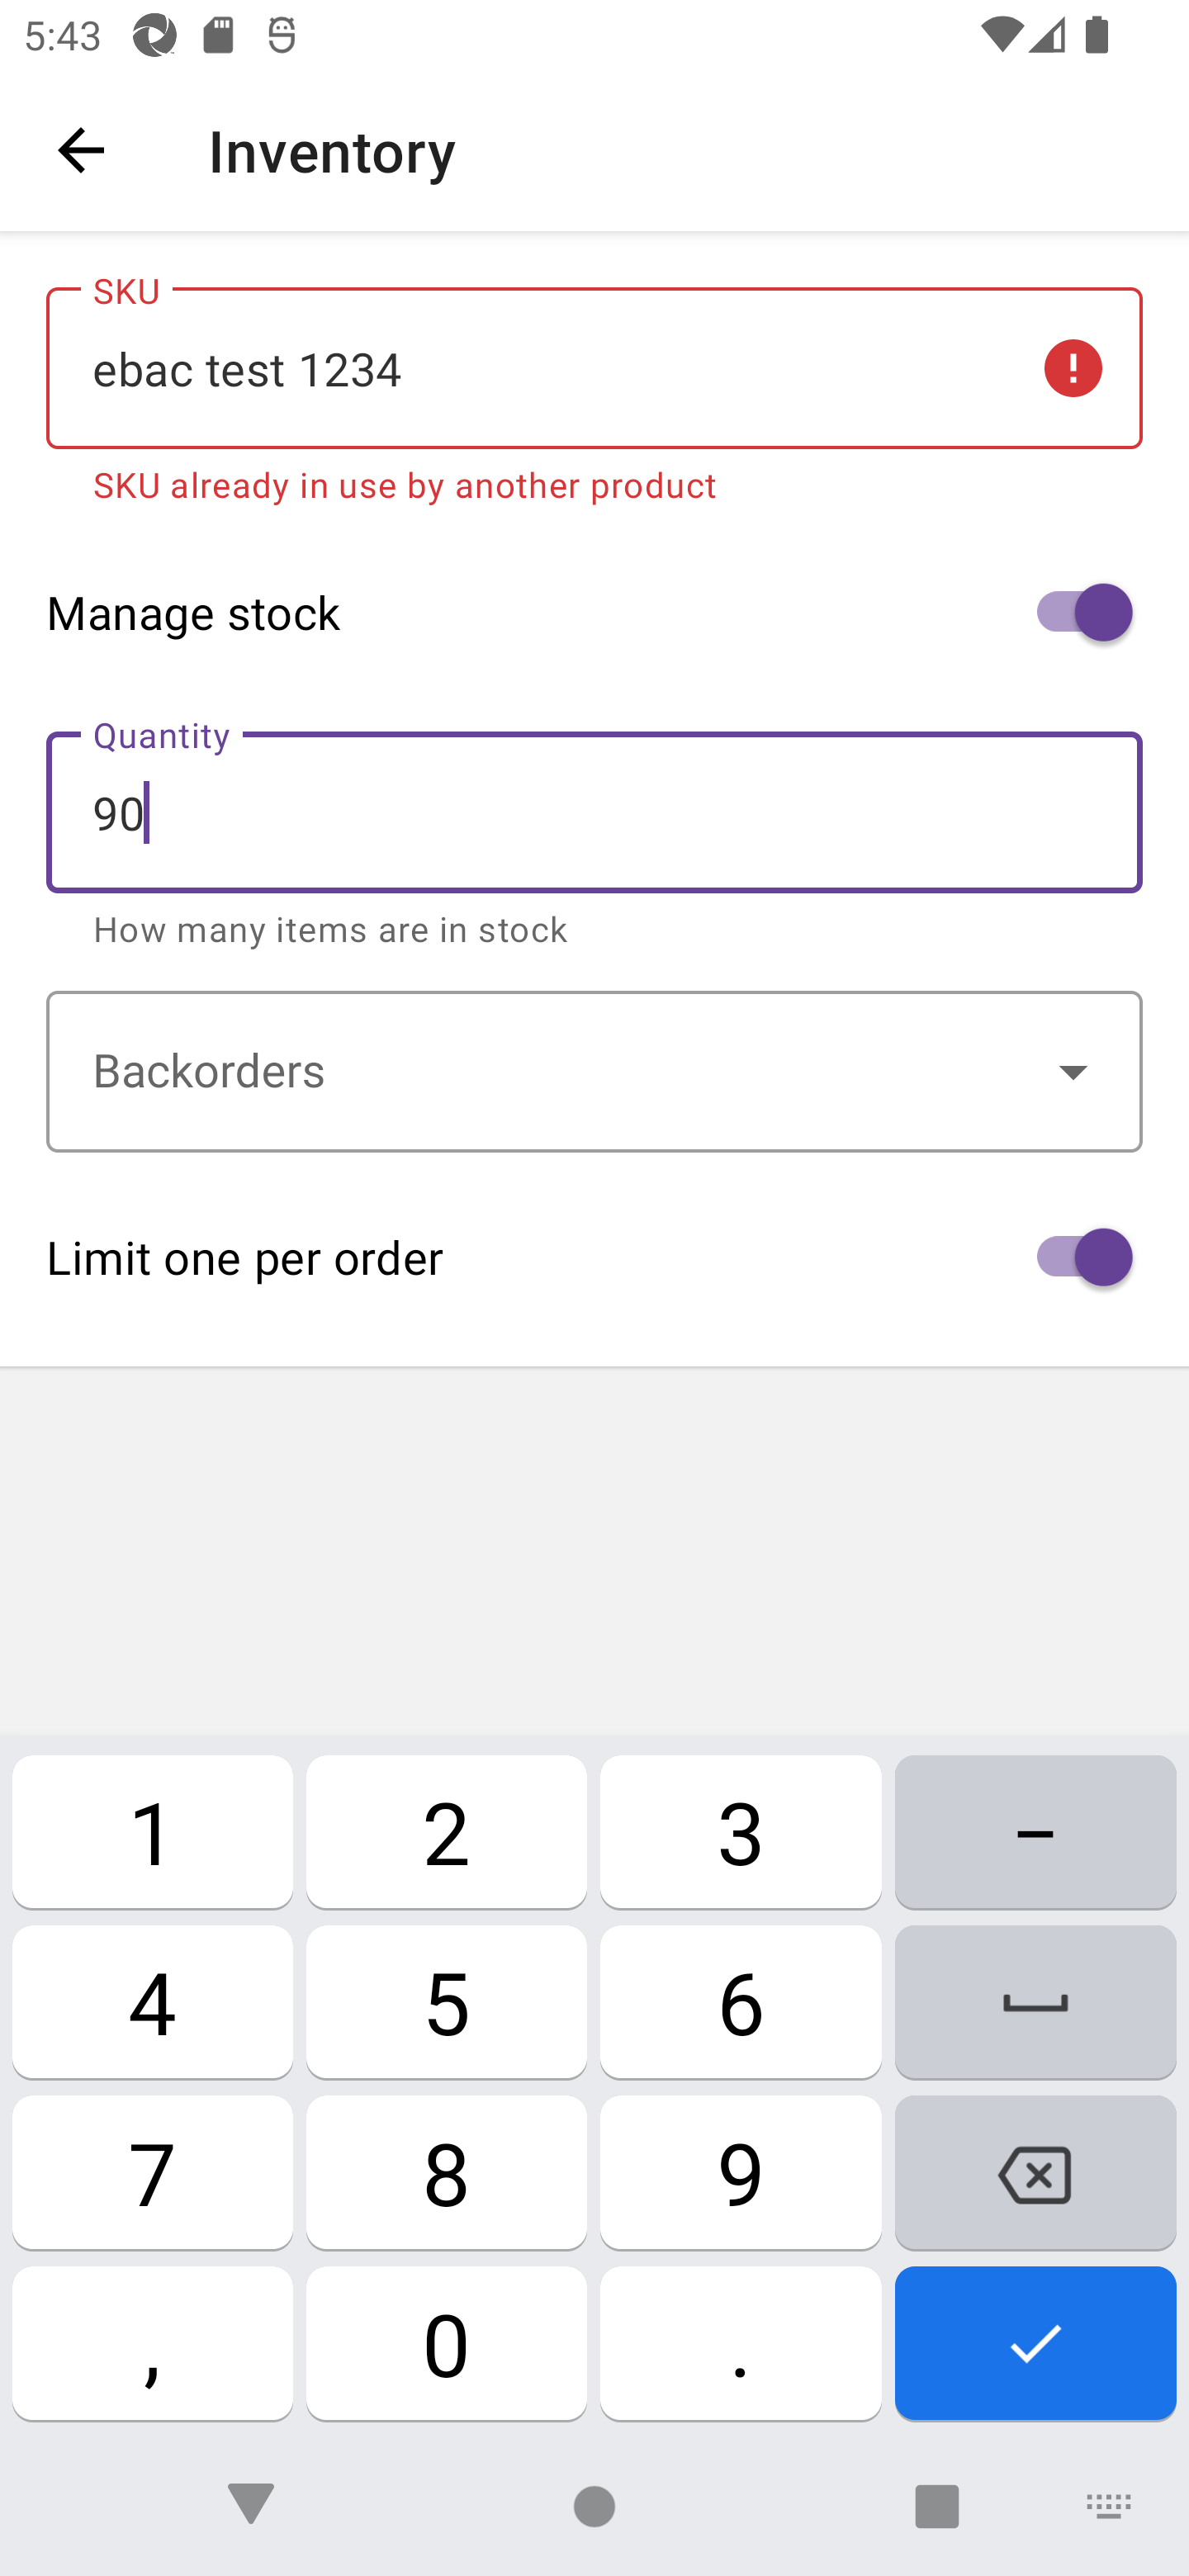 5:43
Inventory
SKU
ebac test 1234
SKU already in use by another product
Manage stock
Quantity
90
How many items are in stock
Backorders
Limit one per order
1 2 3 –
4 5 6
7 8 9
, 0 .